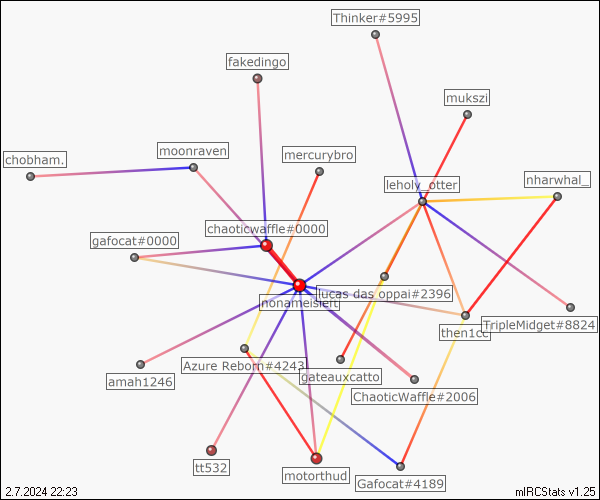 Thinker#5995
fakedingo
mukszi
moonraven
mercurybro
chobham.
leholy_otter
nharwhal_
chaoticwaffle#0000
gafocat#0000
lucas das oppai#2396
TripleMidget#8824
then1cc
Azure Reborn#4243
gateauxcatto
amah1246
ChaoticWaffle#2006
tt532
motorthud
Gafocat#4189
2.7.2024 22:23
mIRCStats v1.25